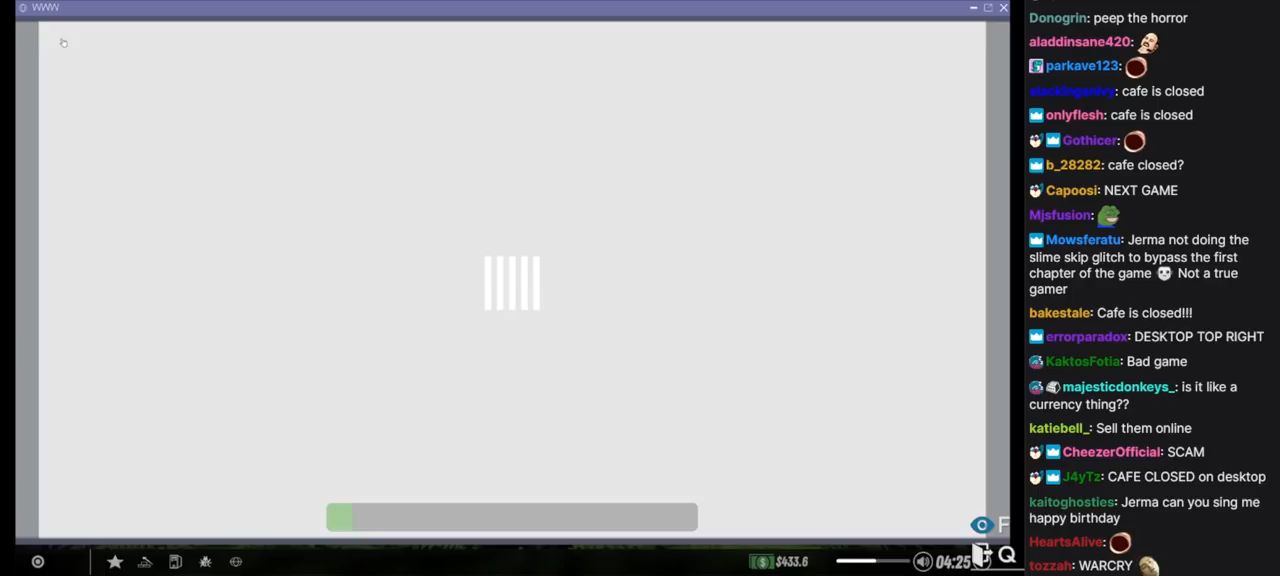 WWW
Donogrin: peep the horror
aladdinsane420:
parkave123:
cafe is closed
onlyflesh: cafe is closed
Gothicer:
b_28282: cafe closed?
Capoosi: NEXT GAME
Mjsfusion:
Mowsferatu: Jerma not doing the
slime skip glitch to bypass the first
chapter of the game 💀 Not a true
gamer
bakestale: Cafe is closed!!!
errorparadox: DESKTOP TOP RIGHT
KaktosFotia: Bad game
majesticdonkeys_: is it like a
currency thing??
katiebell_: Sell them online
CheezerOfficial: SCAM
J4yTz: CAFE CLOSED on desktop
kaitoghosties: Jerma can you sing me
happy birthday
HeartsAlive:
tozzah: WARCRY
F
$433.6
04:25
Q